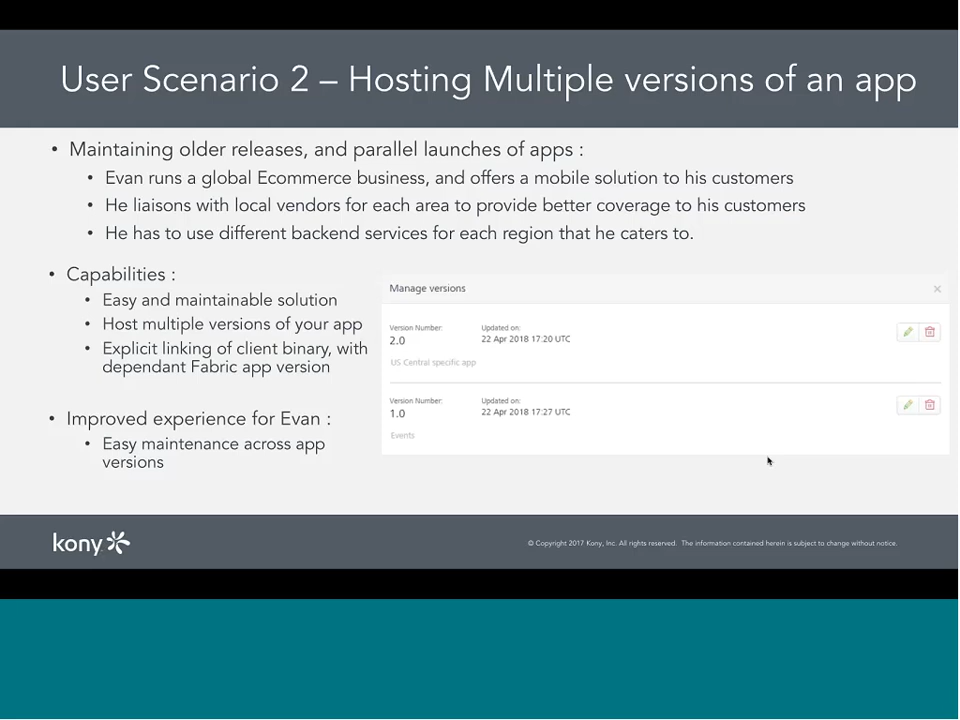 User Scenario 2 – Hosting Multiple versions of an app
• Maintaining older releases, and parallel launches of apps :
• Evan runs a global Ecommerce business, and offers a mobile solution to his customers
• He liaisons with local vendors for each area to provide better coverage to his customers
• He has to use different backend services for each region that he caters to.
• Capabilities :
• Easy and maintainable solution
• Host multiple versions of your app
• Explicit linking of client binary, with
dependant Fabric app version
• Improved experience for Evan :
• Easy maintenance across app
versions
Manage versions
Version Number: Updated on:
2.0 22 Apr 2018 17:20 UTC
US Central specific app
Version Number: Updated on:
1.0 22 Apr 2018 17:27 UTC
Events
kony
© Copyright 2017 Kony, Inc. All rights reserved. The information contained herein is subject to change without notice.